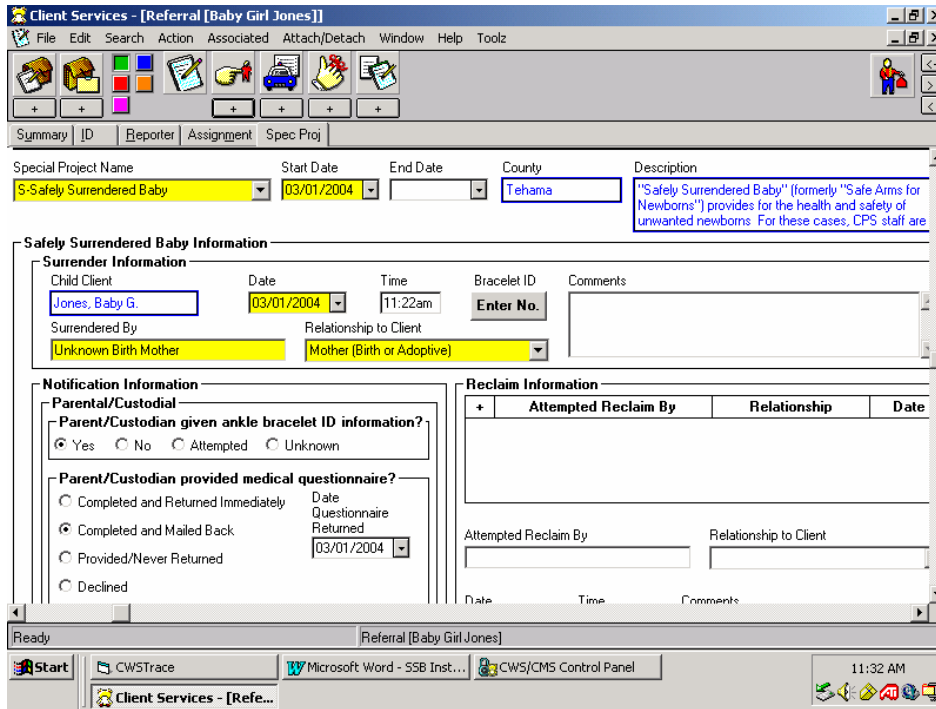 Client Services - [Referral [Baby Girl Jones]]
File Edit Search Action Associated Attach/Detach Window Help Toolz
+ + + + + +
Summary ID Reporter Assignment Spec Proj
Special Project Name Start Date End Date County Description
S-Safely Surrendered Baby 03/01/2004 Tehama "Safely Surrendered Baby" (formerly "Safe Arms for
Newborns") provides for the health and safety of
unwanted newborns For these cases, CPS staff are
Safely Surrendered Baby Information
Surrender Information
Child Client Date Time Bracelet ID Comments
Jones, Baby G. 03/01/2004 11:22am Enter No.
Surrendered By Relationship to Client
Unknown Birth Mother Mother (Birth or Adoptive)
Notification Information Reclaim Information
Parental/Custodial + Attempted Reclaim By Relationship Date
Parent/Custodian given ankle bracelet ID information?
Yes No Attempted Unknown
Parent/Custodian provided medical questionnaire?
Completed and Returned Immediately Date
Questionnaire
Completed and Mailed Back Returned
03/01/2004
Attempted Reclaim By Relationship to Client
Provided/Never Returned
Declined
Date Time Comments
Ready Referral [Baby Girl Jones]
Start CWSTrace Microsoft Word - SSB Inst... CWS/CMS Control Panel 11:32 AM
Client Services - [Refe...